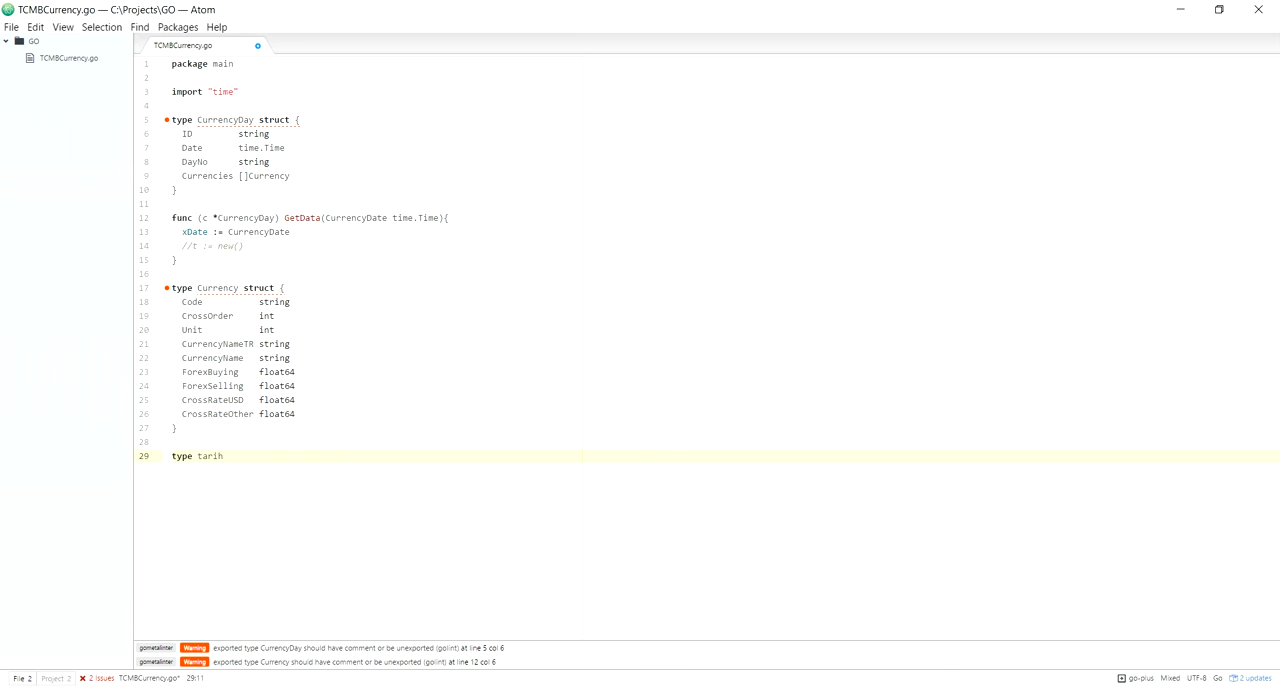 TCMBCurrency.go — C:\Projects\GO — Atom
File Edit View Selection Find Packages Help
GO
TCMBCurrency.go
TCMBCurrency.go
1 package main
2
3 import "time"
4
5 type CurrencyDay struct {
6 ID string
7 Date time.Time
8 DayNo string
9 Currencies []Currency
10 }
11
12 func (c *CurrencyDay) GetData(CurrencyDate time.Time){
13 xDate := CurrencyDate
14 //t := new()
15 }
16
17 type Currency struct {
18 Code string
19 CrossOrder int
20 Unit int
21 CurrencyNameTR string
22 CurrencyName string
23 ForexBuying float64
24 ForexSelling float64
25 CrossRateUSD float64
26 CrossRateOther float64
27 }
28
29 type tarih
gometalinter Warning exported type CurrencyDay should have comment or be unexported (golint) at line 5 col 6
gometalinter Warning exported type Currency should have comment or be unexported (golint) at line 12 col 6
File 2 Project 2 2 Issues TCMBCurrency.go* 29:11 go-plus Mixed UTF-8 Go 2 updates